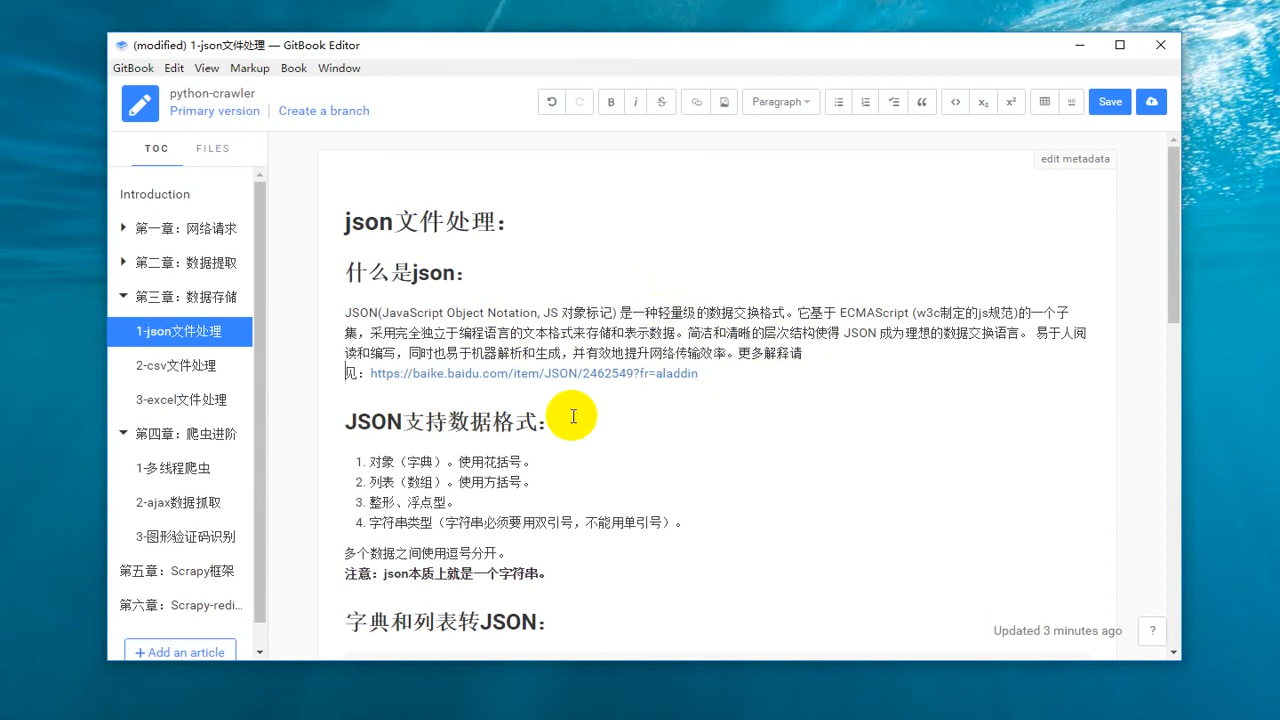 (modified) 1-json文件处理 — GitBook Editor
GitBook Edit View Markup Book Window
python-crawler
Primary version Create a branch
Paragraph
Save
TOC FILES
edit metadata
Introduction
第一章：网络请求
第二章：数据提取
第三章：数据存储
1-json文件处理
2-csv文件处理
3-excel文件处理
第四章：爬虫进阶
1-多线程爬虫
2-ajax数据抓取
3-图形验证码识别
第五章：Scrapy框架
第六章：Scrapy-redi...
+ Add an article
json文件处理：
什么是json：
JSON(JavaScript Object Notation, JS 对象标记) 是一种轻量级的数据交换格式。它基于 ECMAScript (w3c制定的js规范)的一个子
集，采用完全独立于编程语言的文本格式来存储和表示数据。简洁和清晰的层次结构使得 JSON 成为理想的数据交换语言。 易于人阅
读和编写，同时也易于机器解析和生成，并有效地提升网络传输效率。更多解释请
见：https://baike.baidu.com/item/JSON/2462549?fr=aladdin
JSON支持数据格式：
1. 对象（字典）。使用花括号。
2. 列表（数组）。使用方括号。
3. 整形、浮点型。
4. 字符串类型（字符串必须要用双引号，不能用单引号）。
多个数据之间使用逗号分开。
注意：json本质上就是一个字符串。
字典和列表转JSON：
Updated 3 minutes ago
?